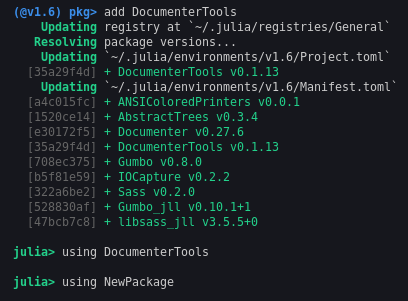 (@v1.6) pkg> add DocumenterTools
Updating registry at `~/.julia/registries/General`
Resolving package versions...
Updating `~/.julia/environments/v1.6/Project.toml`
[35a29f4d] + DocumenterTools v0.1.13
Updating `~/.julia/environments/v1.6/Manifest.toml`
[a4c015fc] + ANSIColoredPrinters v0.0.1
[1520ce14] + AbstractTrees v0.3.4
[e30172f5] + Documenter v0.27.6
[35a29f4d] + DocumenterTools v0.1.13
[708ec375] + Gumbo v0.8.0
[b5f81e59] + IOCapture v0.2.2
[322a6be2] + Sass v0.2.0
[528830af] + Gumbo_jll v0.10.1+1
[47bcb7c8] + libsass_jll v3.5.5+0
julia> using DocumenterTools
julia> using NewPackage